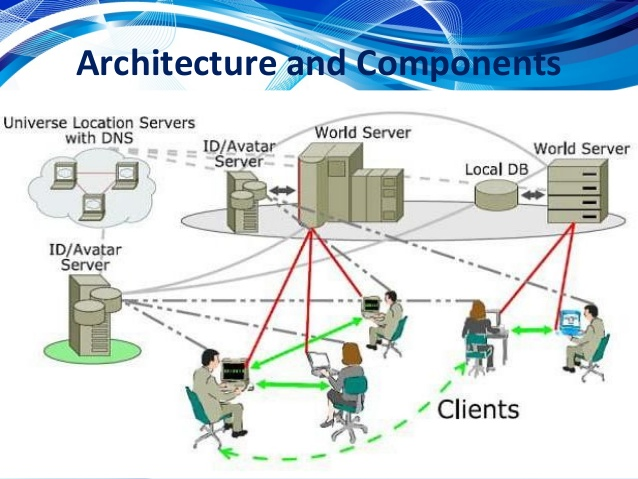 Architecture and Components
Universe Location Servers
with DNS
ID/Avatar
Server
World Server
World Server
Local DB
ID/Avatar
Server
Clients